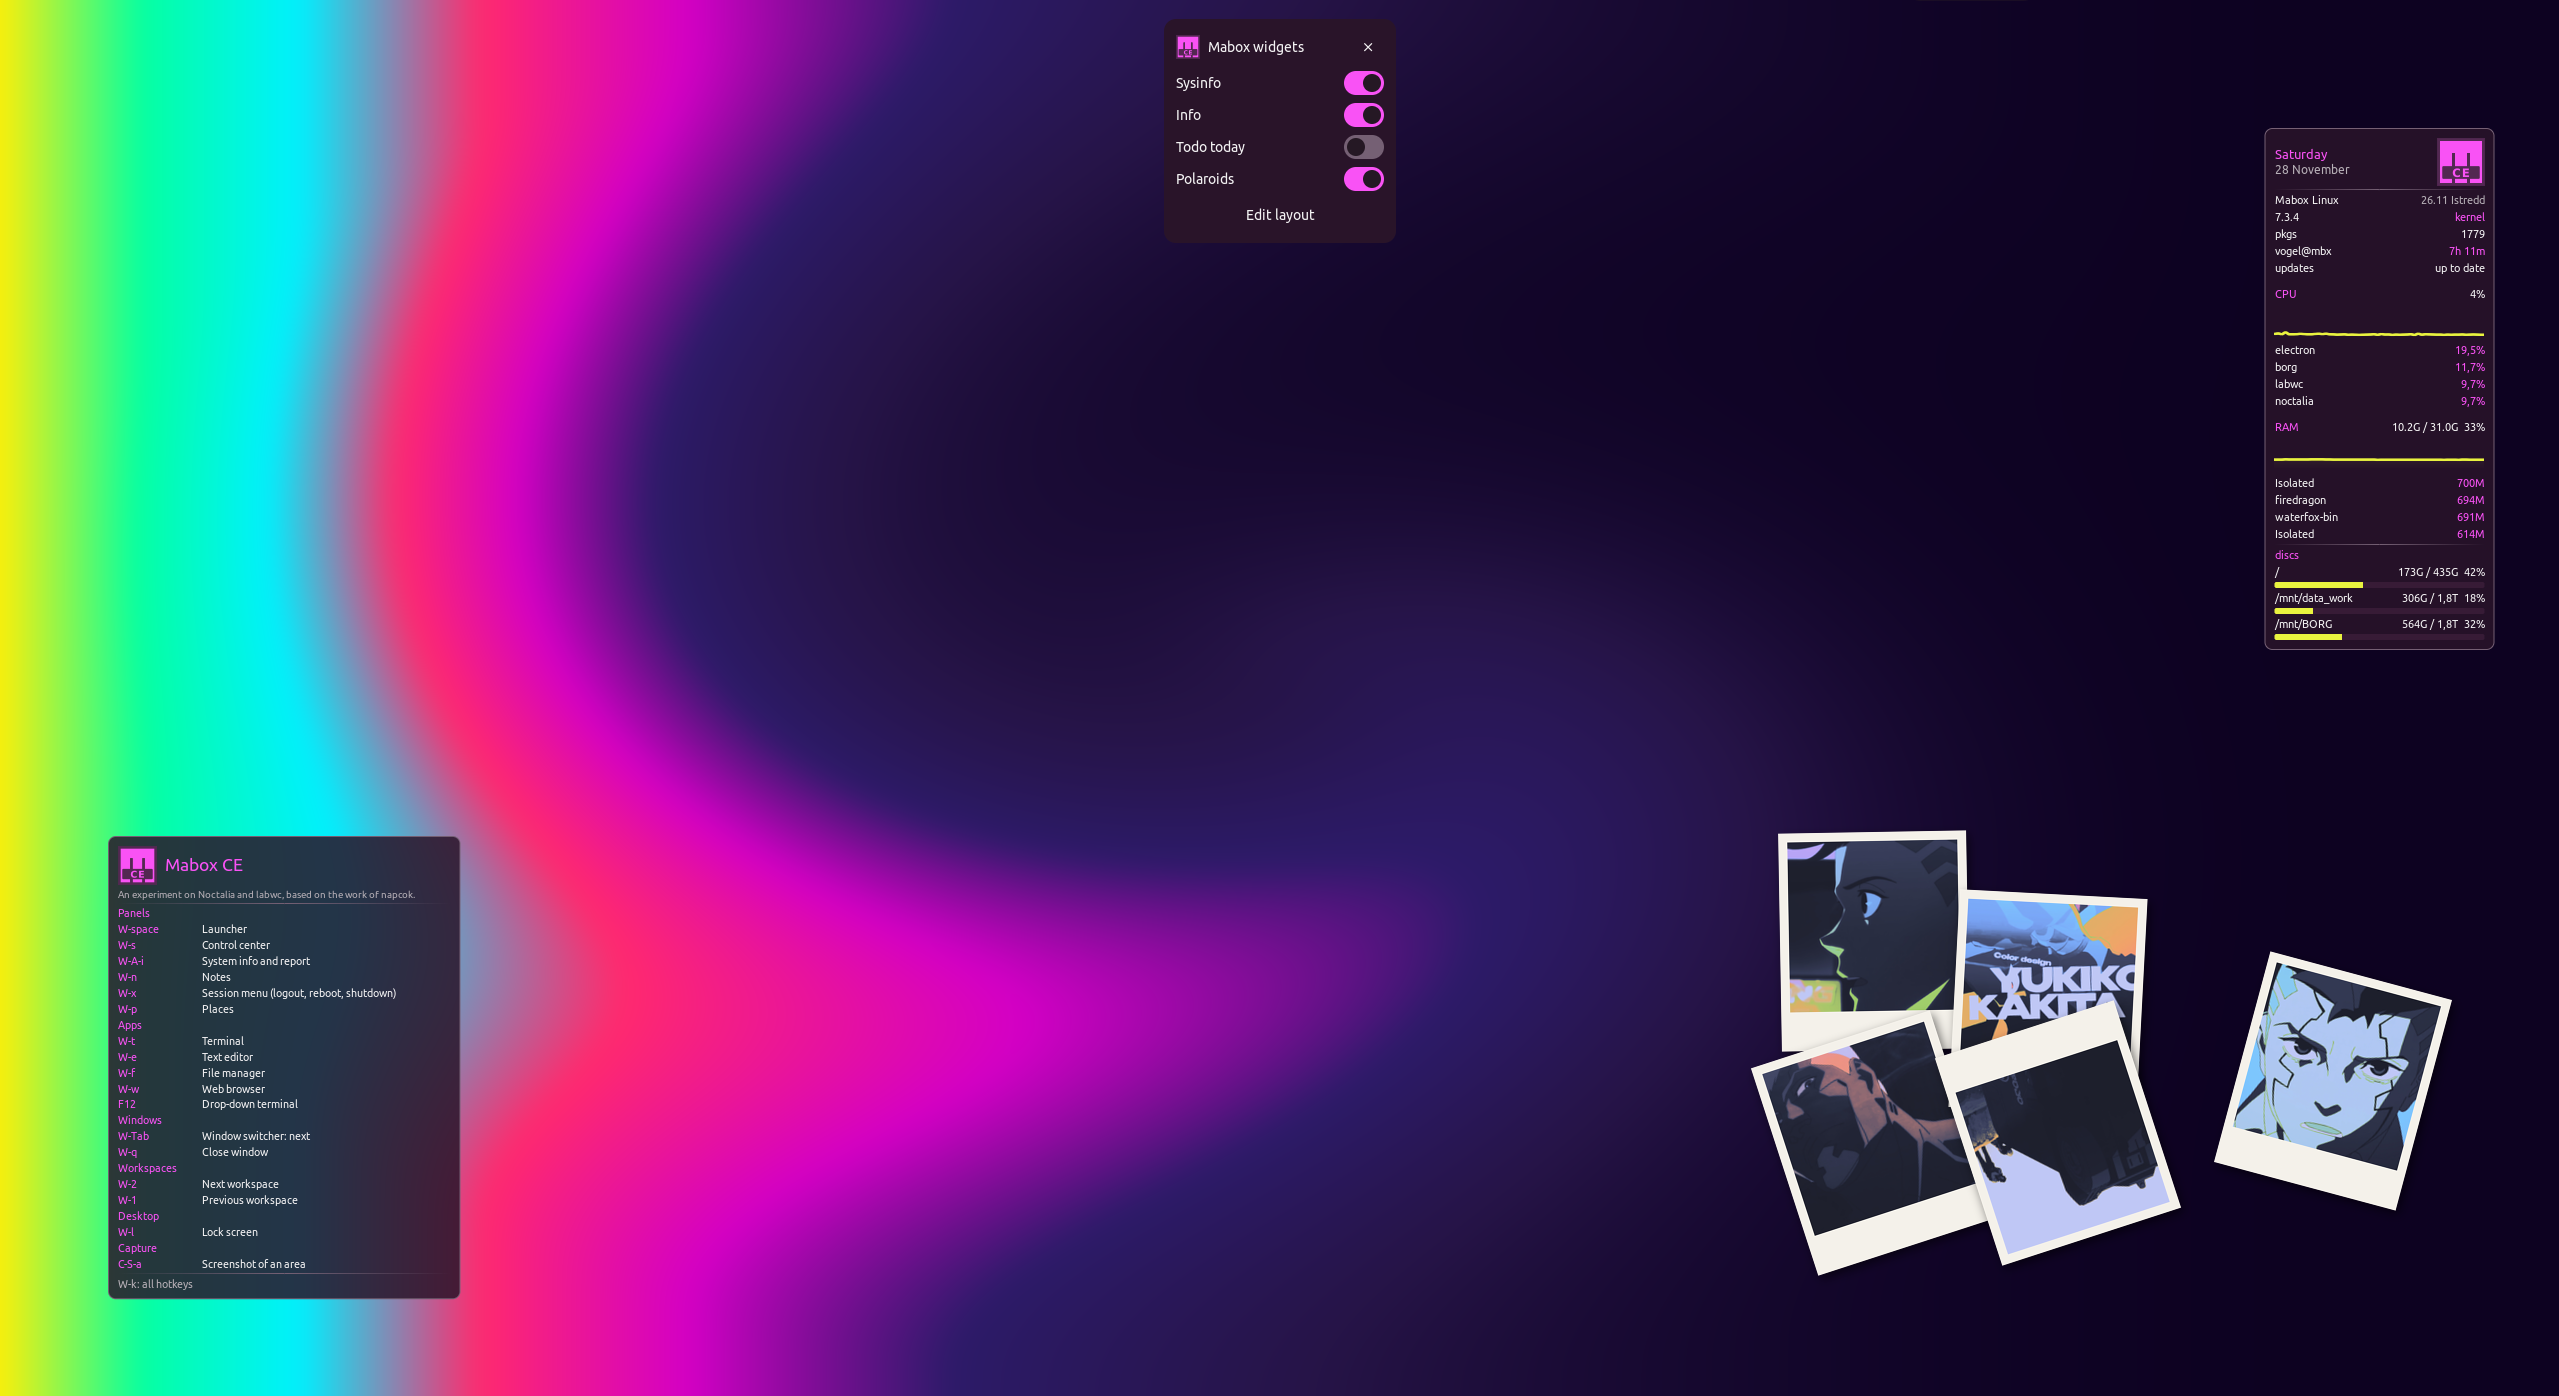 Mabox widgets
Sysinfo
Info
Todo today
Polaroids
Edit layout
Saturday
28 November
CE
Mabox Linux 26.11 Istredd
7.3.4 kernel
pkgs 1779
vogel@mbx 7h 11m
updates up to date
CPU 4%
electron 19,5%
borg 11,7%
labwc 9,7%
noctalia 9,7%
RAM 10.2G / 31.0G 33%
Isolated 700M
firedragon 694M
waterfox-bin 691M
Isolated 614M
discs
/ 173G / 435G 42%
/mnt/data_work 306G / 1,8T 18%
/mnt/BORG 564G / 1,8T 32%
CE
Mabox CE
An experiment on Noctalia and labwc, based on the work of napcok.
Panels
W-space Launcher
W-s Control center
W-A-i System info and report
W-n Notes
W-x Session menu (logout, reboot, shutdown)
W-p Places
Apps
W-t Terminal
W-e Text editor
W-f File manager
W-w Web browser
F12 Drop-down terminal
Windows
W-Tab Window switcher: next
W-q Close window
Workspaces
W-2 Next workspace
W-1 Previous workspace
Desktop
W-l Lock screen
Capture
C-S-a Screenshot of an area
W-k: all hotkeys
Color design
YUKIKO
KAKITA